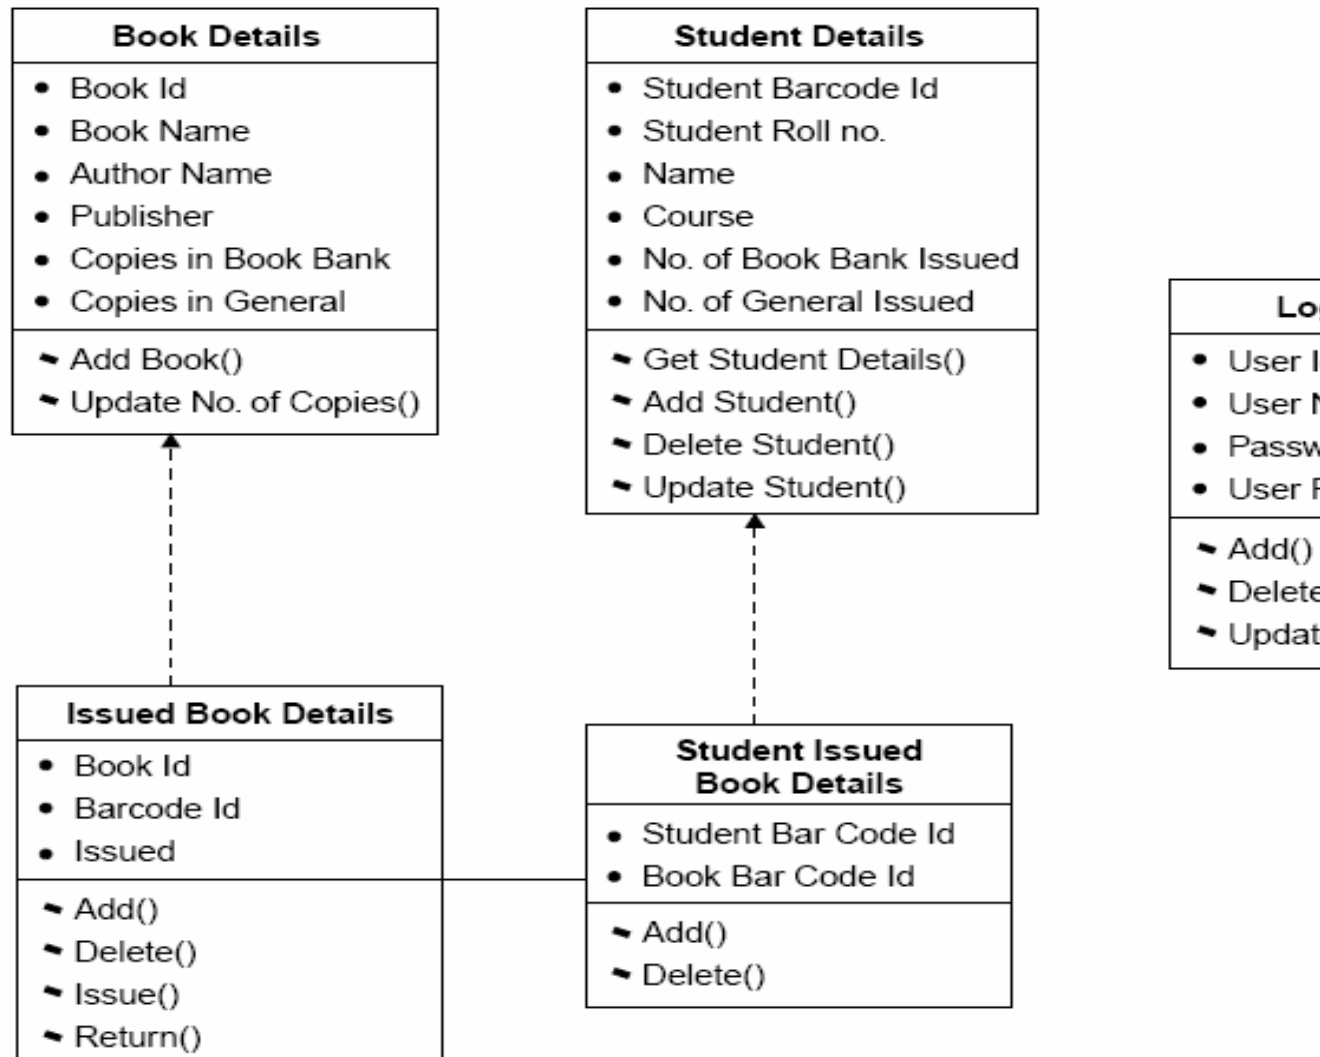 Book Details
• Book Id
• Book Name
• Author Name
• Publisher
• Copies in Book Bank
• Copies in General
Add Book()
Update No. of Copies()
Student Details
• Student Barcode Id
• Student Roll no.
• Name
• Course
• No. of Book Bank Issued
• No. of General Issued
Get Student Details()
Add Student()
Delete Student()
Update Student()
• User
• User
• User
Add()
Delete
Issued Book Details
• Book Id
• Barcode Id
• Issued
Add()
Delete()
Issue()
Return()
Student Issued
Book Details
• Student Bar Code Id
• Book Bar Code Id
Add()
Delete()